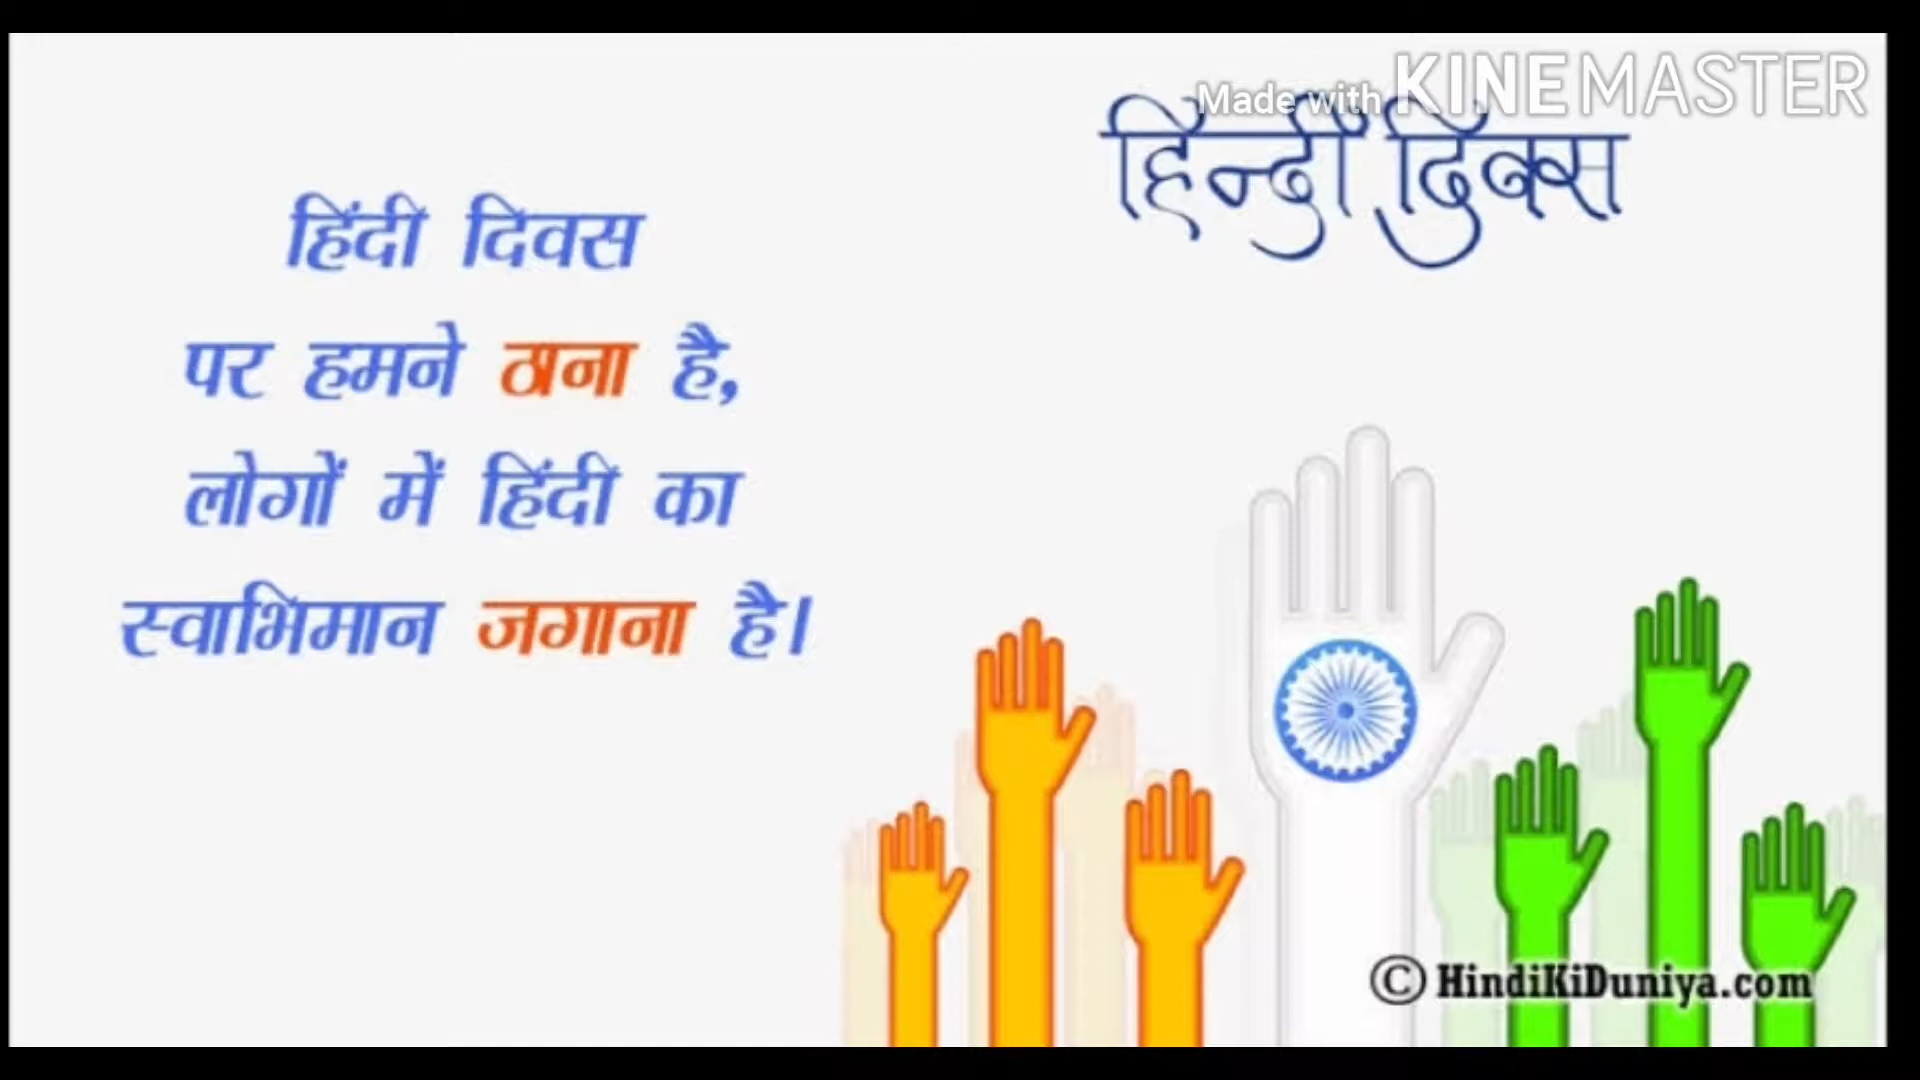 Made with KINEMASTER
हिन्दी दिवस
हिंदी दिवस
पर हमने ठाना है,
लोगों में हिंदी का
स्वाभिमान जगाना है।
© HindiKiDuniya.com